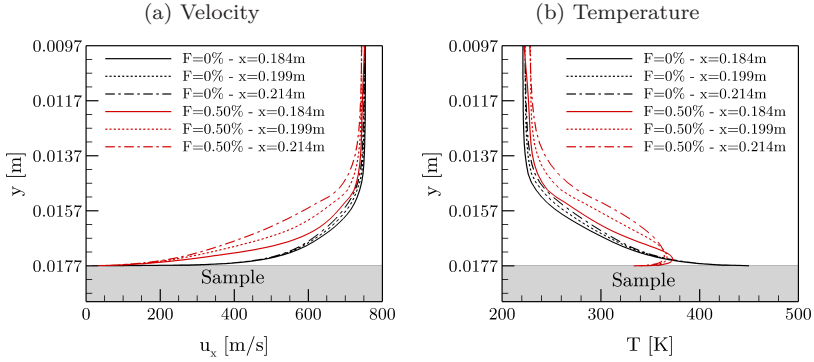 (a) Velocity
0.0097
0.0117
0.0137
0.0157
0.0177
y [m]
F=0% - x=0.184m
F=0% - x=0.199m
F=0% - x=0.214m
F=0.50% - x=0.184m
F=0.50% - x=0.199m
F=0.50% - x=0.214m
Sample
0 200 400 600 800
u_x [m/s]
(b) Temperature
0.0097
0.0117
0.0137
0.0157
0.0177
y [m]
F=0% - x=0.184m
F=0% - x=0.199m
F=0% - x=0.214m
F=0.50% - x=0.184m
F=0.50% - x=0.199m
F=0.50% - x=0.214m
Sample
200 300 400 500
T [K]